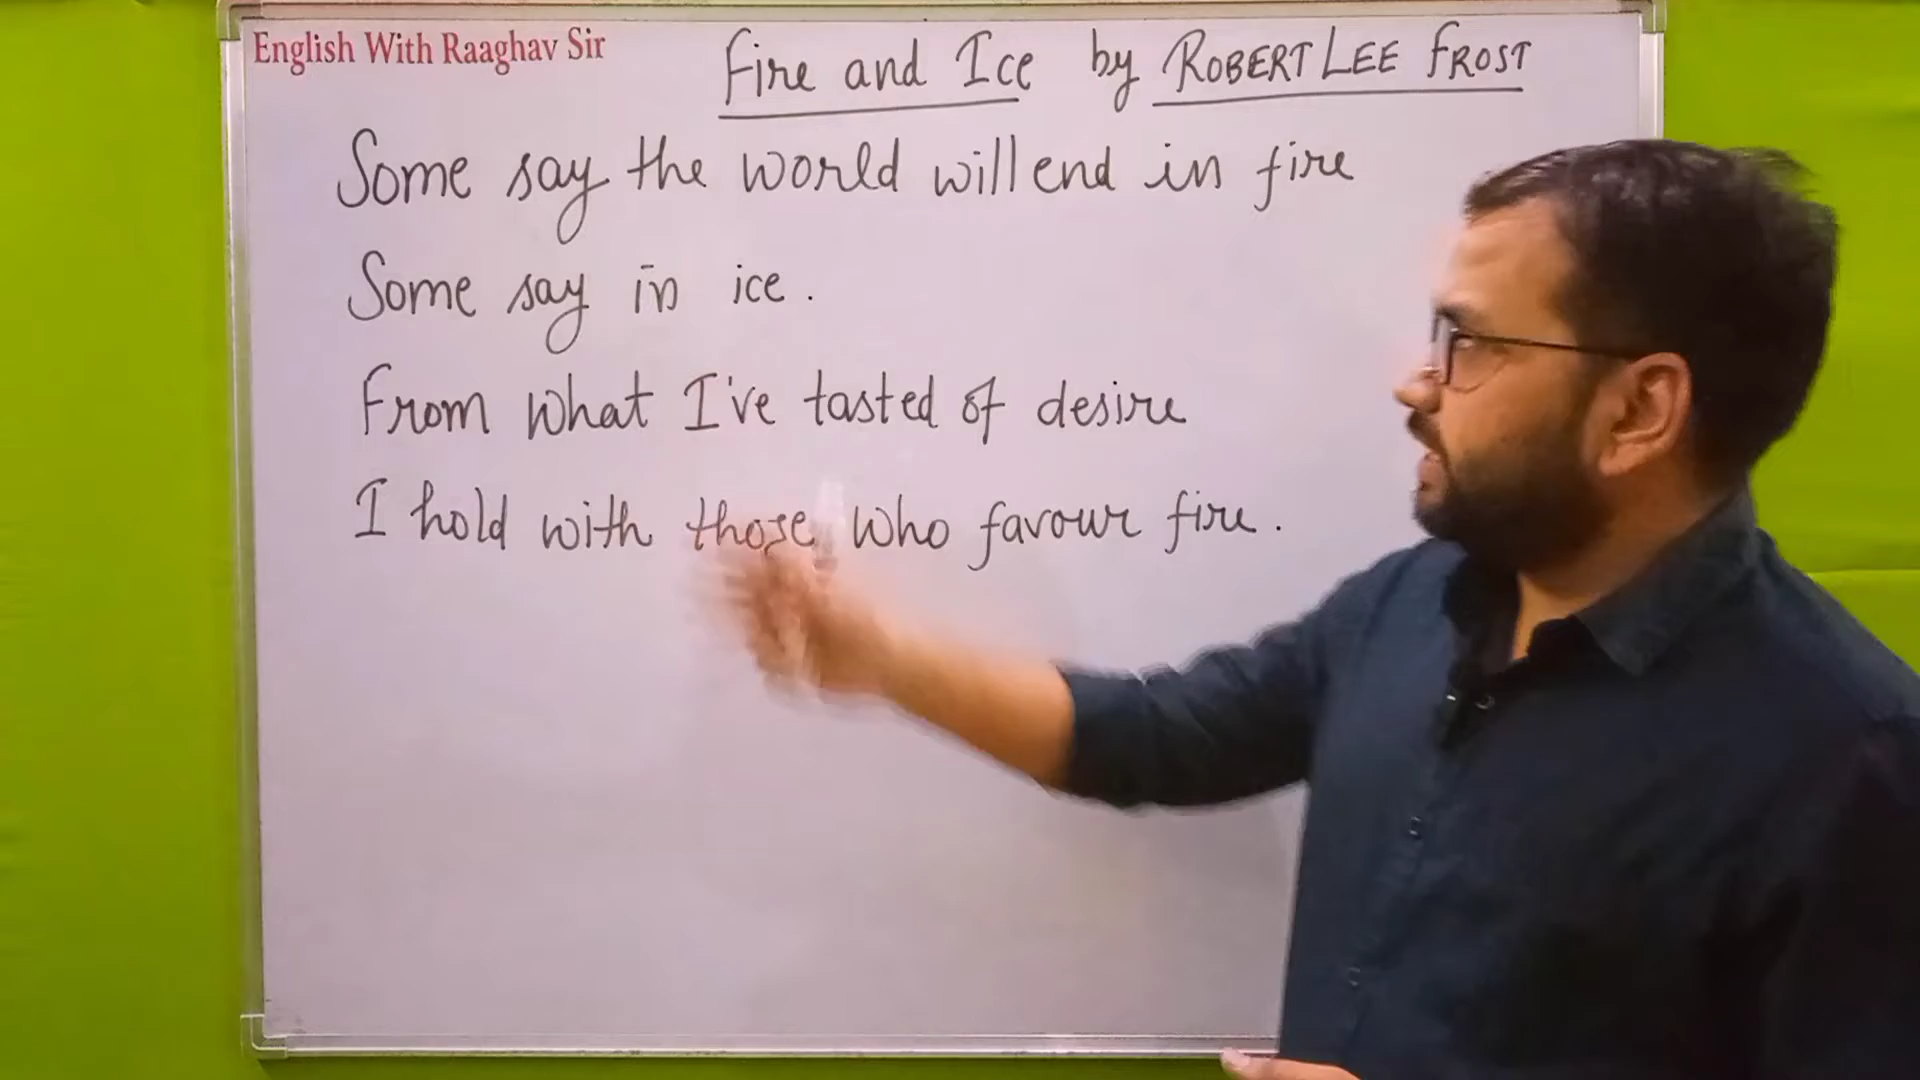 English With Raaghav Sir
Fire and Ice by ROBERT LEE FROST
Some say the world will end in fire
Some say in ice.
From what I've tasted of desire
I hold with those who favour fire.